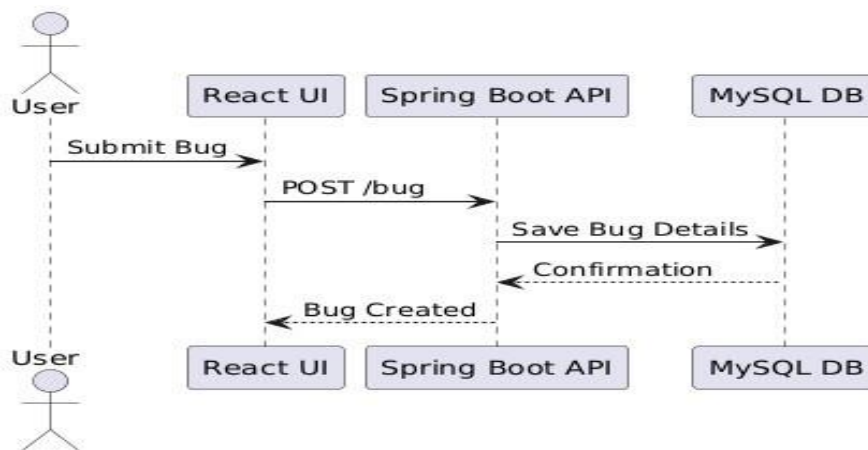 User
React UI
Spring Boot API
MySQL DB
Submit Bug
POST /bug
Save Bug Details
Confirmation
Bug Created
User
React UI
Spring Boot API
MySQL DB